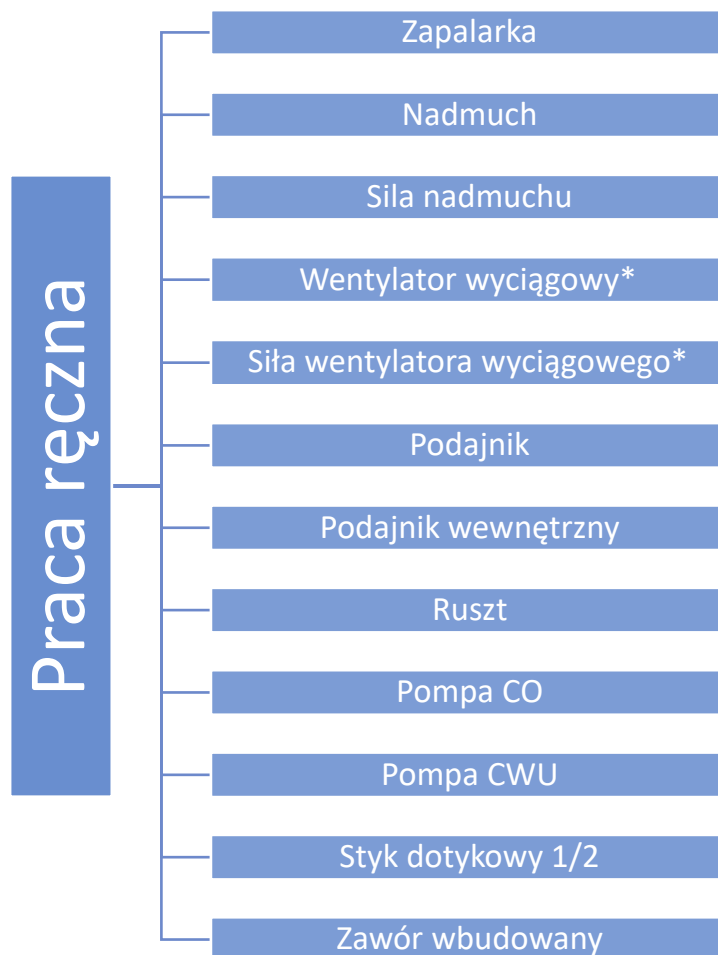 Praca ręczna
Zapalarka
Nadmuch
Sila nadmuchu
Wentylator wyciągowy*
Siła wentylatora wyciągowego*
Podajnik
Podajnik wewnętrzny
Ruszt
Pompa CO
Pompa CWU
Styk dotykowy 1/2
Zawór wbudowany